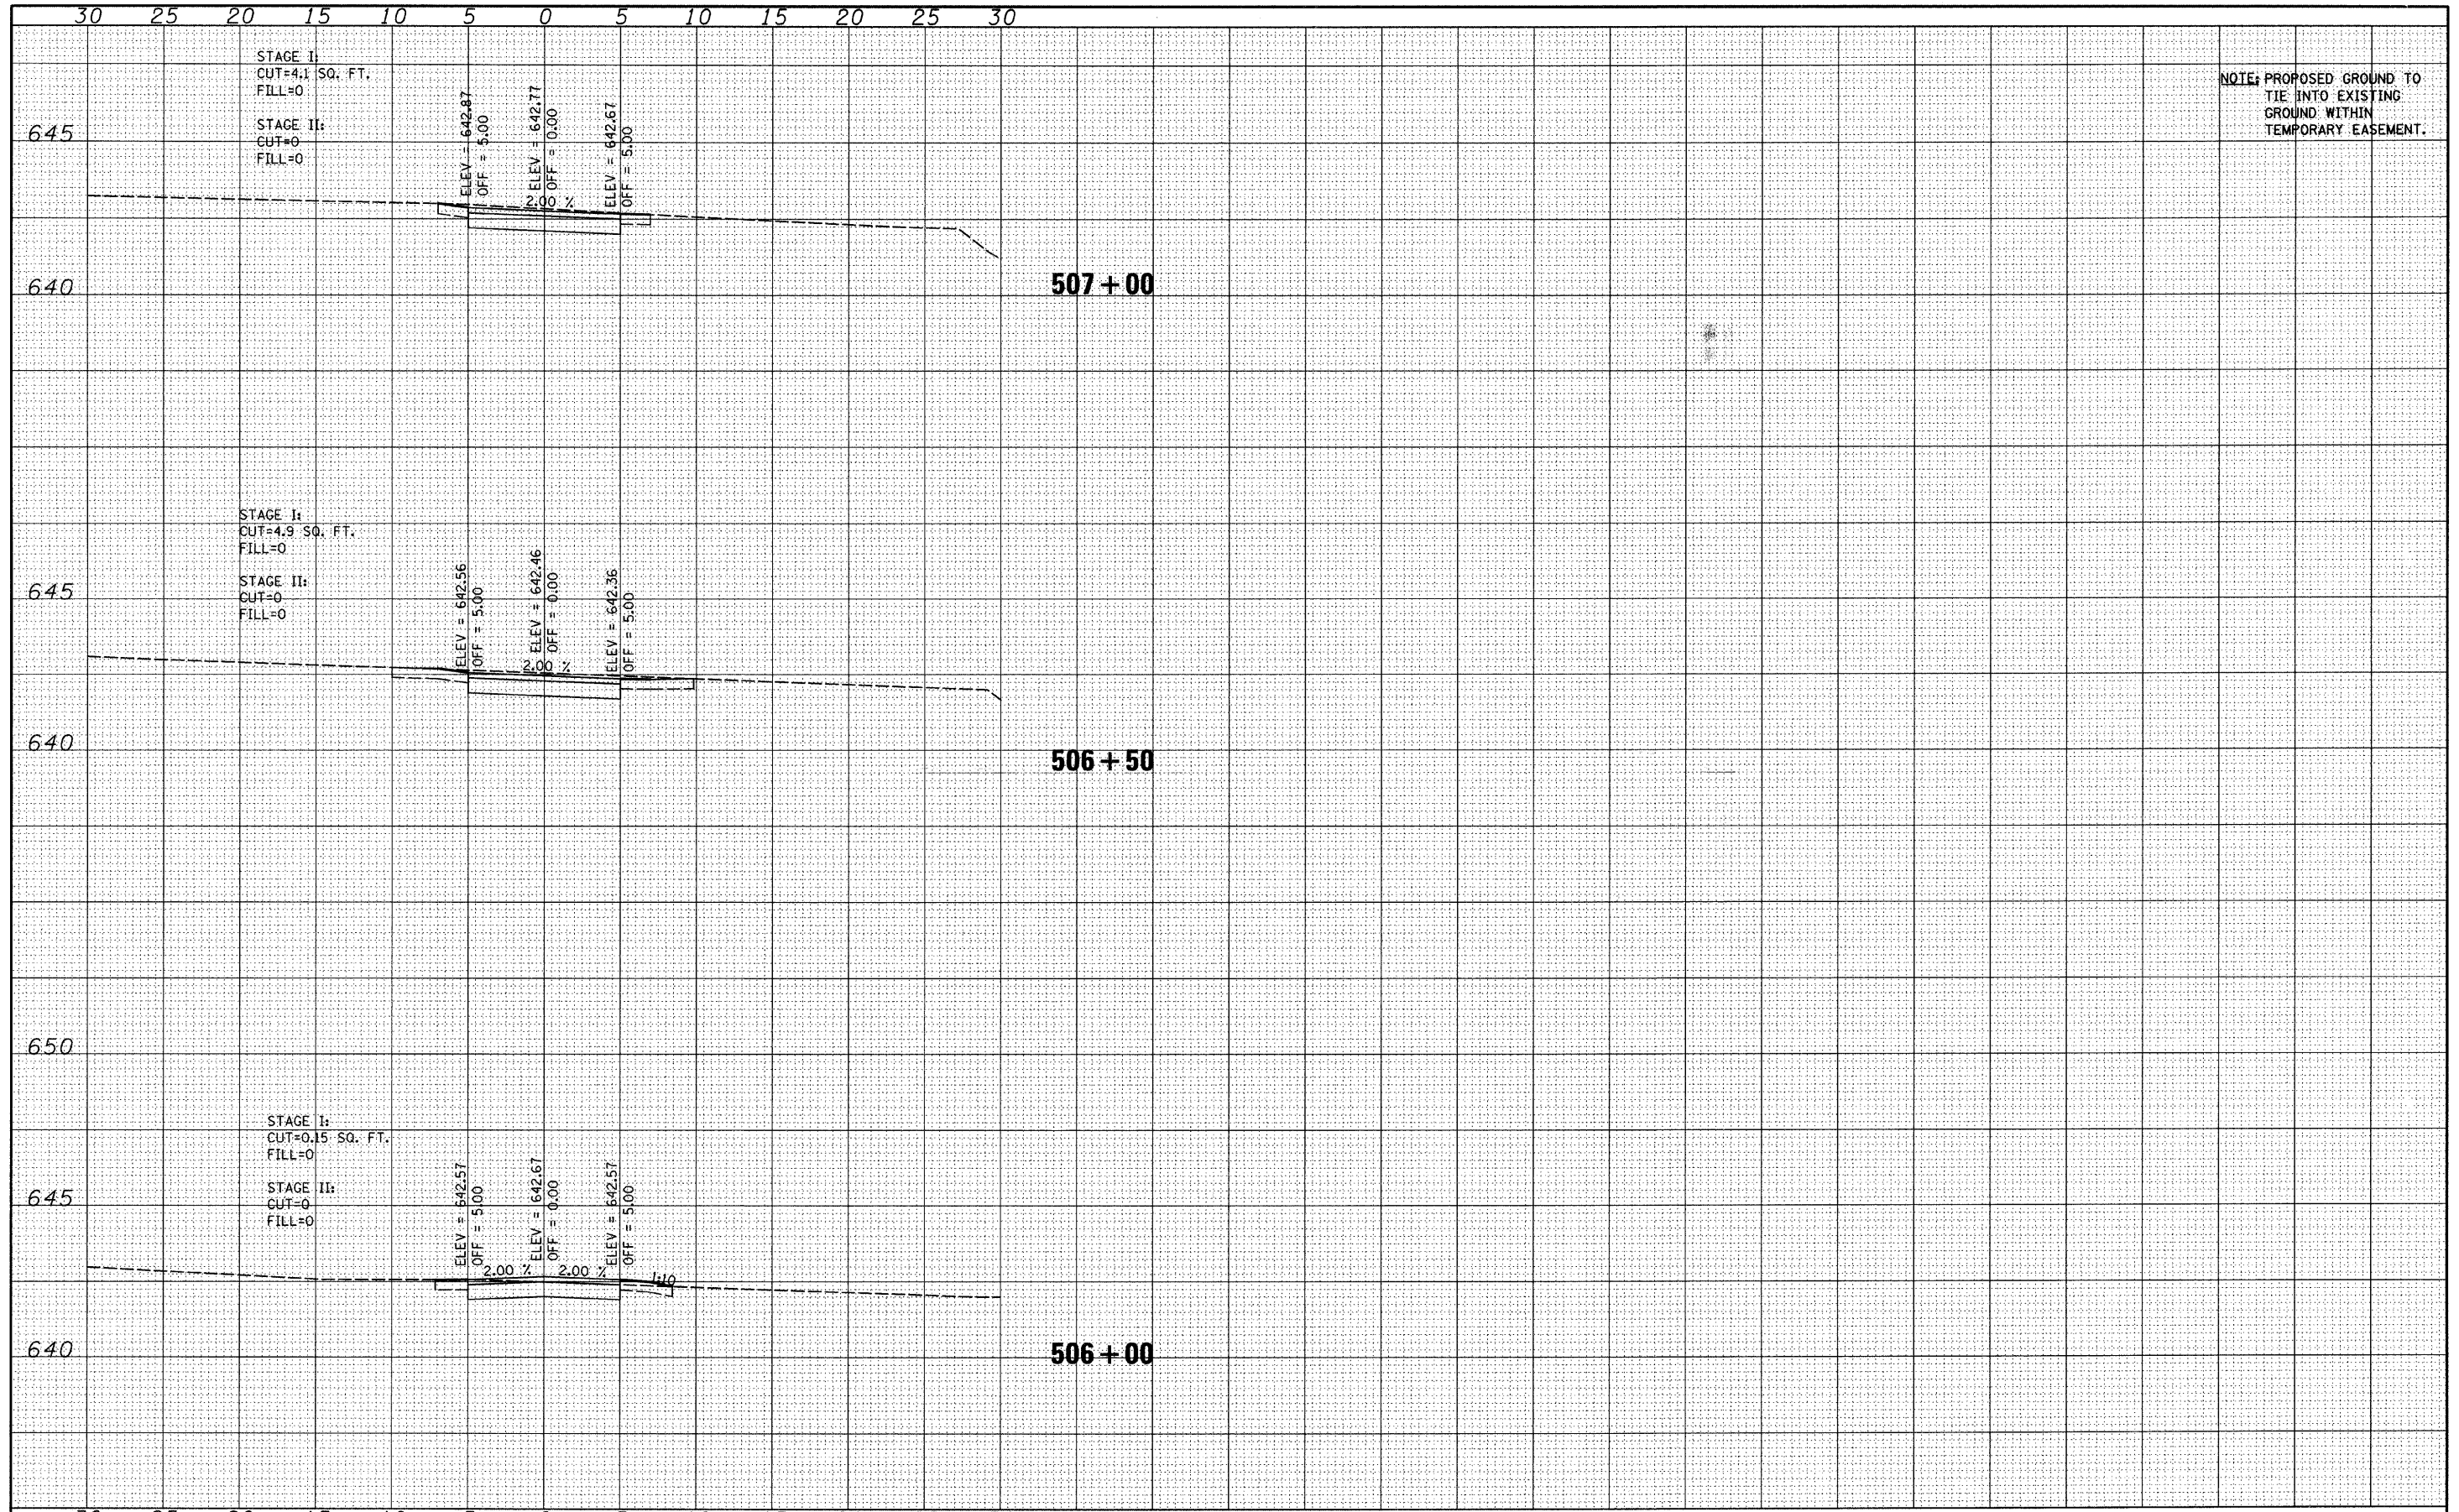 30 25 20 15 10 5 0 5 10 15 20 25 30
STAGE I:
CUT=4.1 SQ. FT.
FILL=0
STAGE II:
CUT=0
FILL=0
NOTE: PROPOSED GROUND TO
TIE INTO EXISTING
GROUND WITHIN
TEMPORARY EASEMENT.
645
ELEV = 642.87
OFF = 5.00
ELEV = 642.77
OFF = 0.00
ELEV = 642.67
OFF = 5.00
2.00 %
640
507+00
STAGE I:
CUT=4.9 SQ. FT.
FILL=0
STAGE II:
CUT=0
FILL=0
645
ELEV = 642.56
OFF = 5.00
ELEV = 642.46
OFF = 0.00
ELEV = 642.36
OFF = 5.00
2.00 %
640
506+50
650
STAGE I:
CUT=0.15 SQ. FT.
FILL=0
STAGE II:
CUT=0
FILL=0
645
ELEV = 642.57
OFF = 5.00
ELEV = 642.67
OFF = 0.00
ELEV = 642.57
OFF = 5.00
2.00 % 2.00 % 1:10
640
506+00